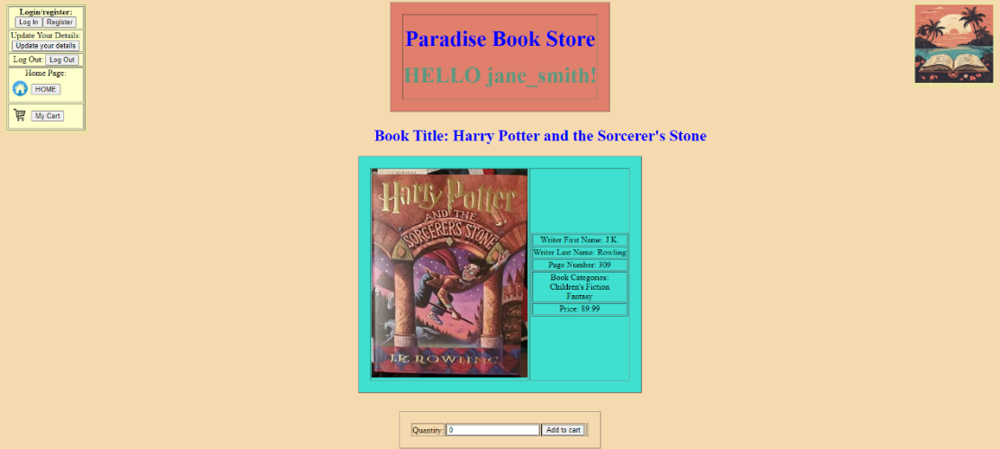 Login/register:
Log In Register
Update Your Details:
Update your details
Log Out: Log Out
Home Page:
HOME
My Cart
Paradise Book Store
HELLO jane_smith!
Book Title: Harry Potter and the Sorcerer's Stone
Harry Potter
AND THE
SORCERERS STONE
J.K. ROWLING
Writer First Name: J.K.
Writer Last Name: Rowling
Page Number: 309
Book Categories:
Children's Fiction
Fantasy
Price: $9.99
Quantity: 0 Add to cart